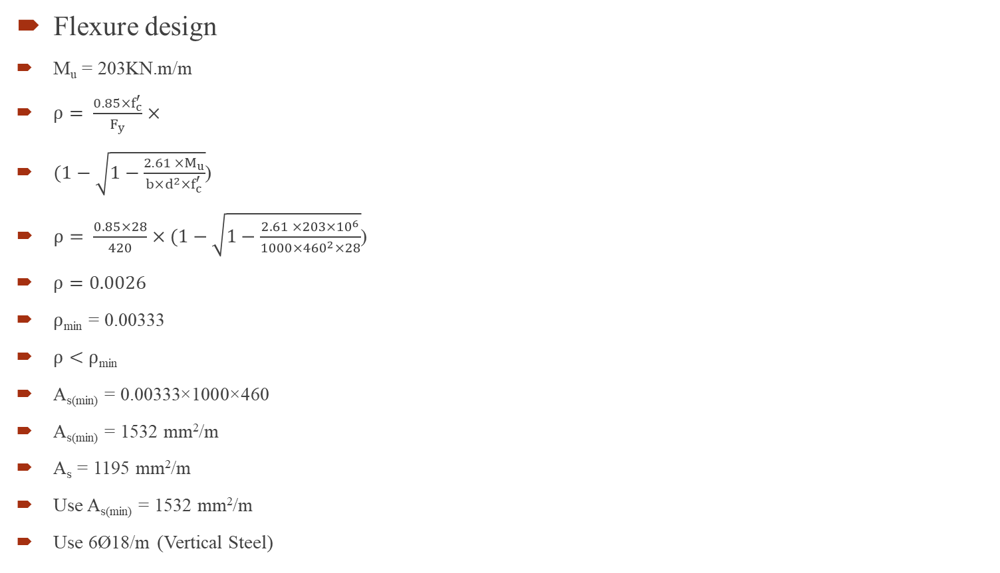 Flexure design
Mu = 203KN.m/m
ρ = 0.85×f′c / Fy ×
(1 − √(1 − 2.61 ×Mu / b×d²×f′c))
ρ = 0.85×28 / 420 × (1 − √(1 − 2.61 ×203×10⁶ / 1000×460²×28))
ρ = 0.0026
ρmin = 0.00333
ρ < ρmin
As(min) = 0.00333×1000×460
As(min) = 1532 mm²/m
As = 1195 mm²/m
Use As(min) = 1532 mm²/m
Use 6Ø18/m (Vertical Steel)